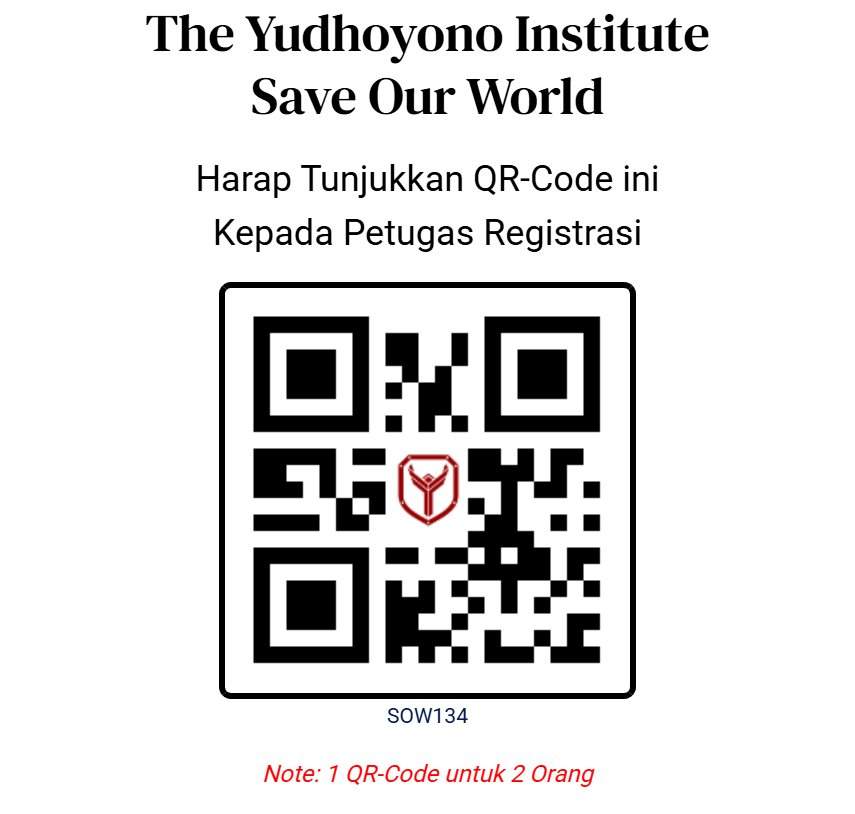 The Yudhoyono Institute
Save Our World
Harap Tunjukkan QR-Code ini
Kepada Petugas Registrasi
SOW134
Note: 1 QR-Code untuk 2 Orang